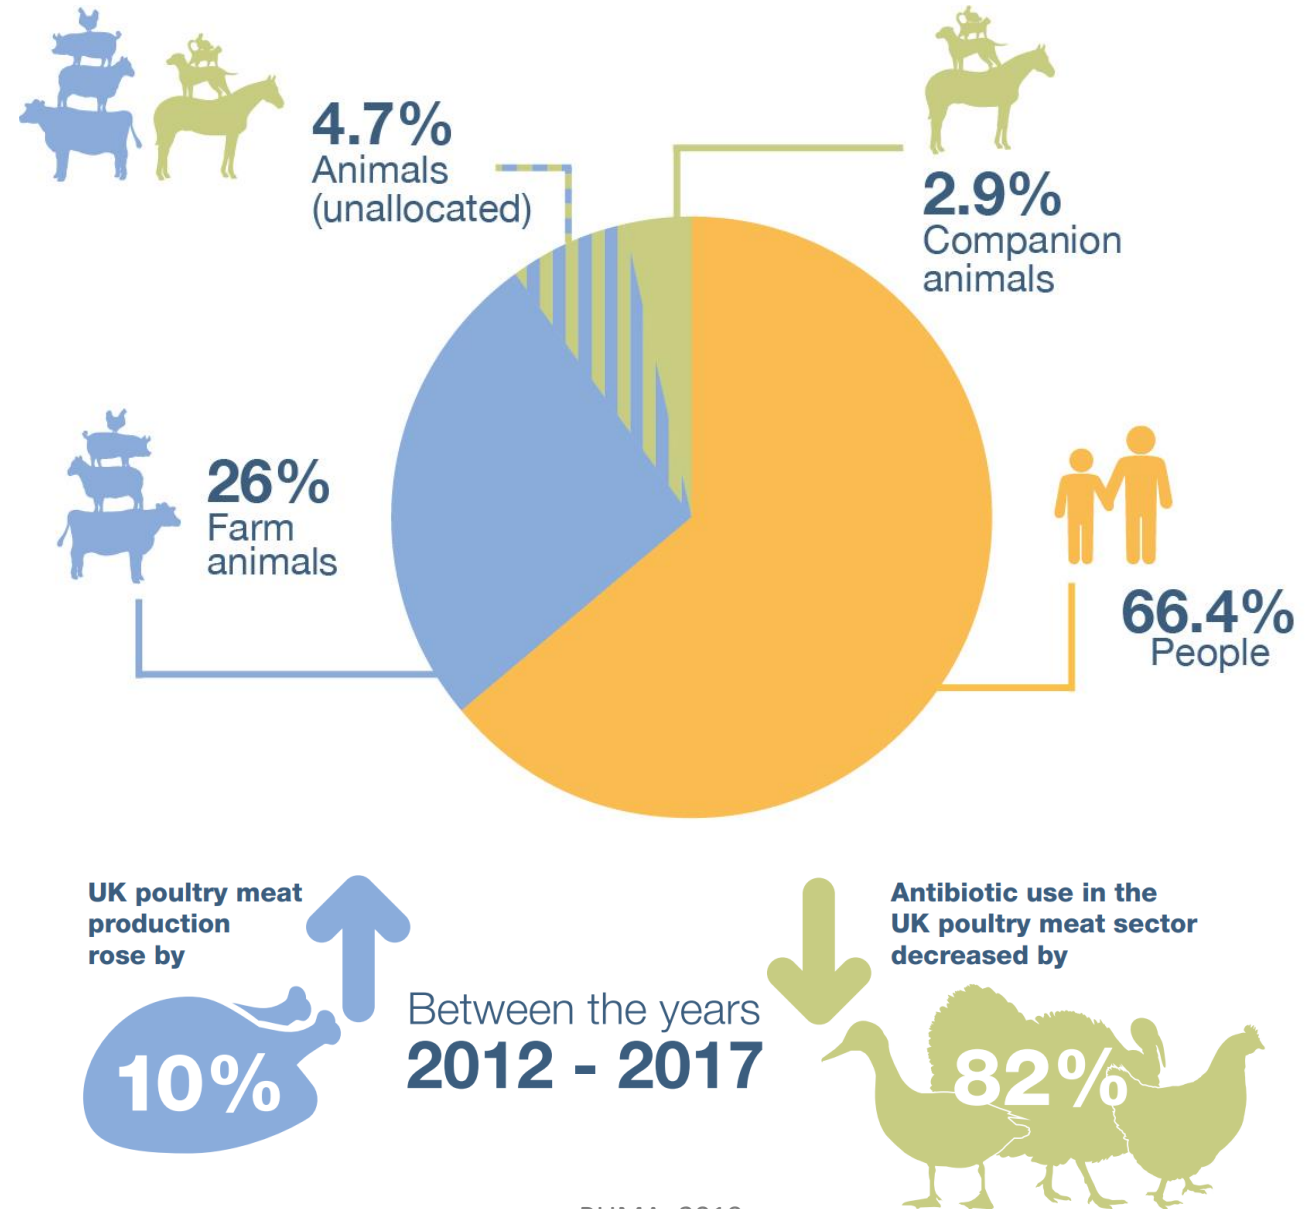 4.7%
Animals
(unallocated)
2.9%
Companion
animals
26%
Farm
animals
66.4%
People
UK poultry meat
production
rose by
10%
Between the years
2012 - 2017
Antibiotic use in the
UK poultry meat sector
decreased by
82%